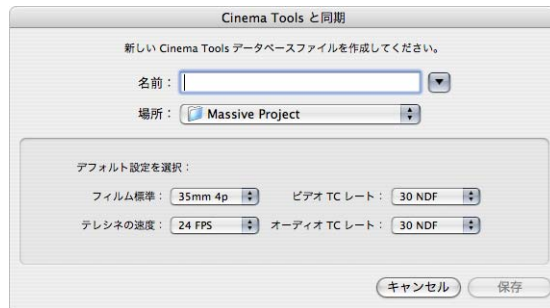 Cinema Tools と同期
新しい Cinema Tools データベースファイルを作成してください。
名前：
場所： Massive Project
デフォルト設定を選択：
フィルム標準： 35mm 4p ビデオ TC レート： 30 NDF
テレシネの速度： 24 FPS オーディオ TC レート： 30 NDF
キャンセル 保存